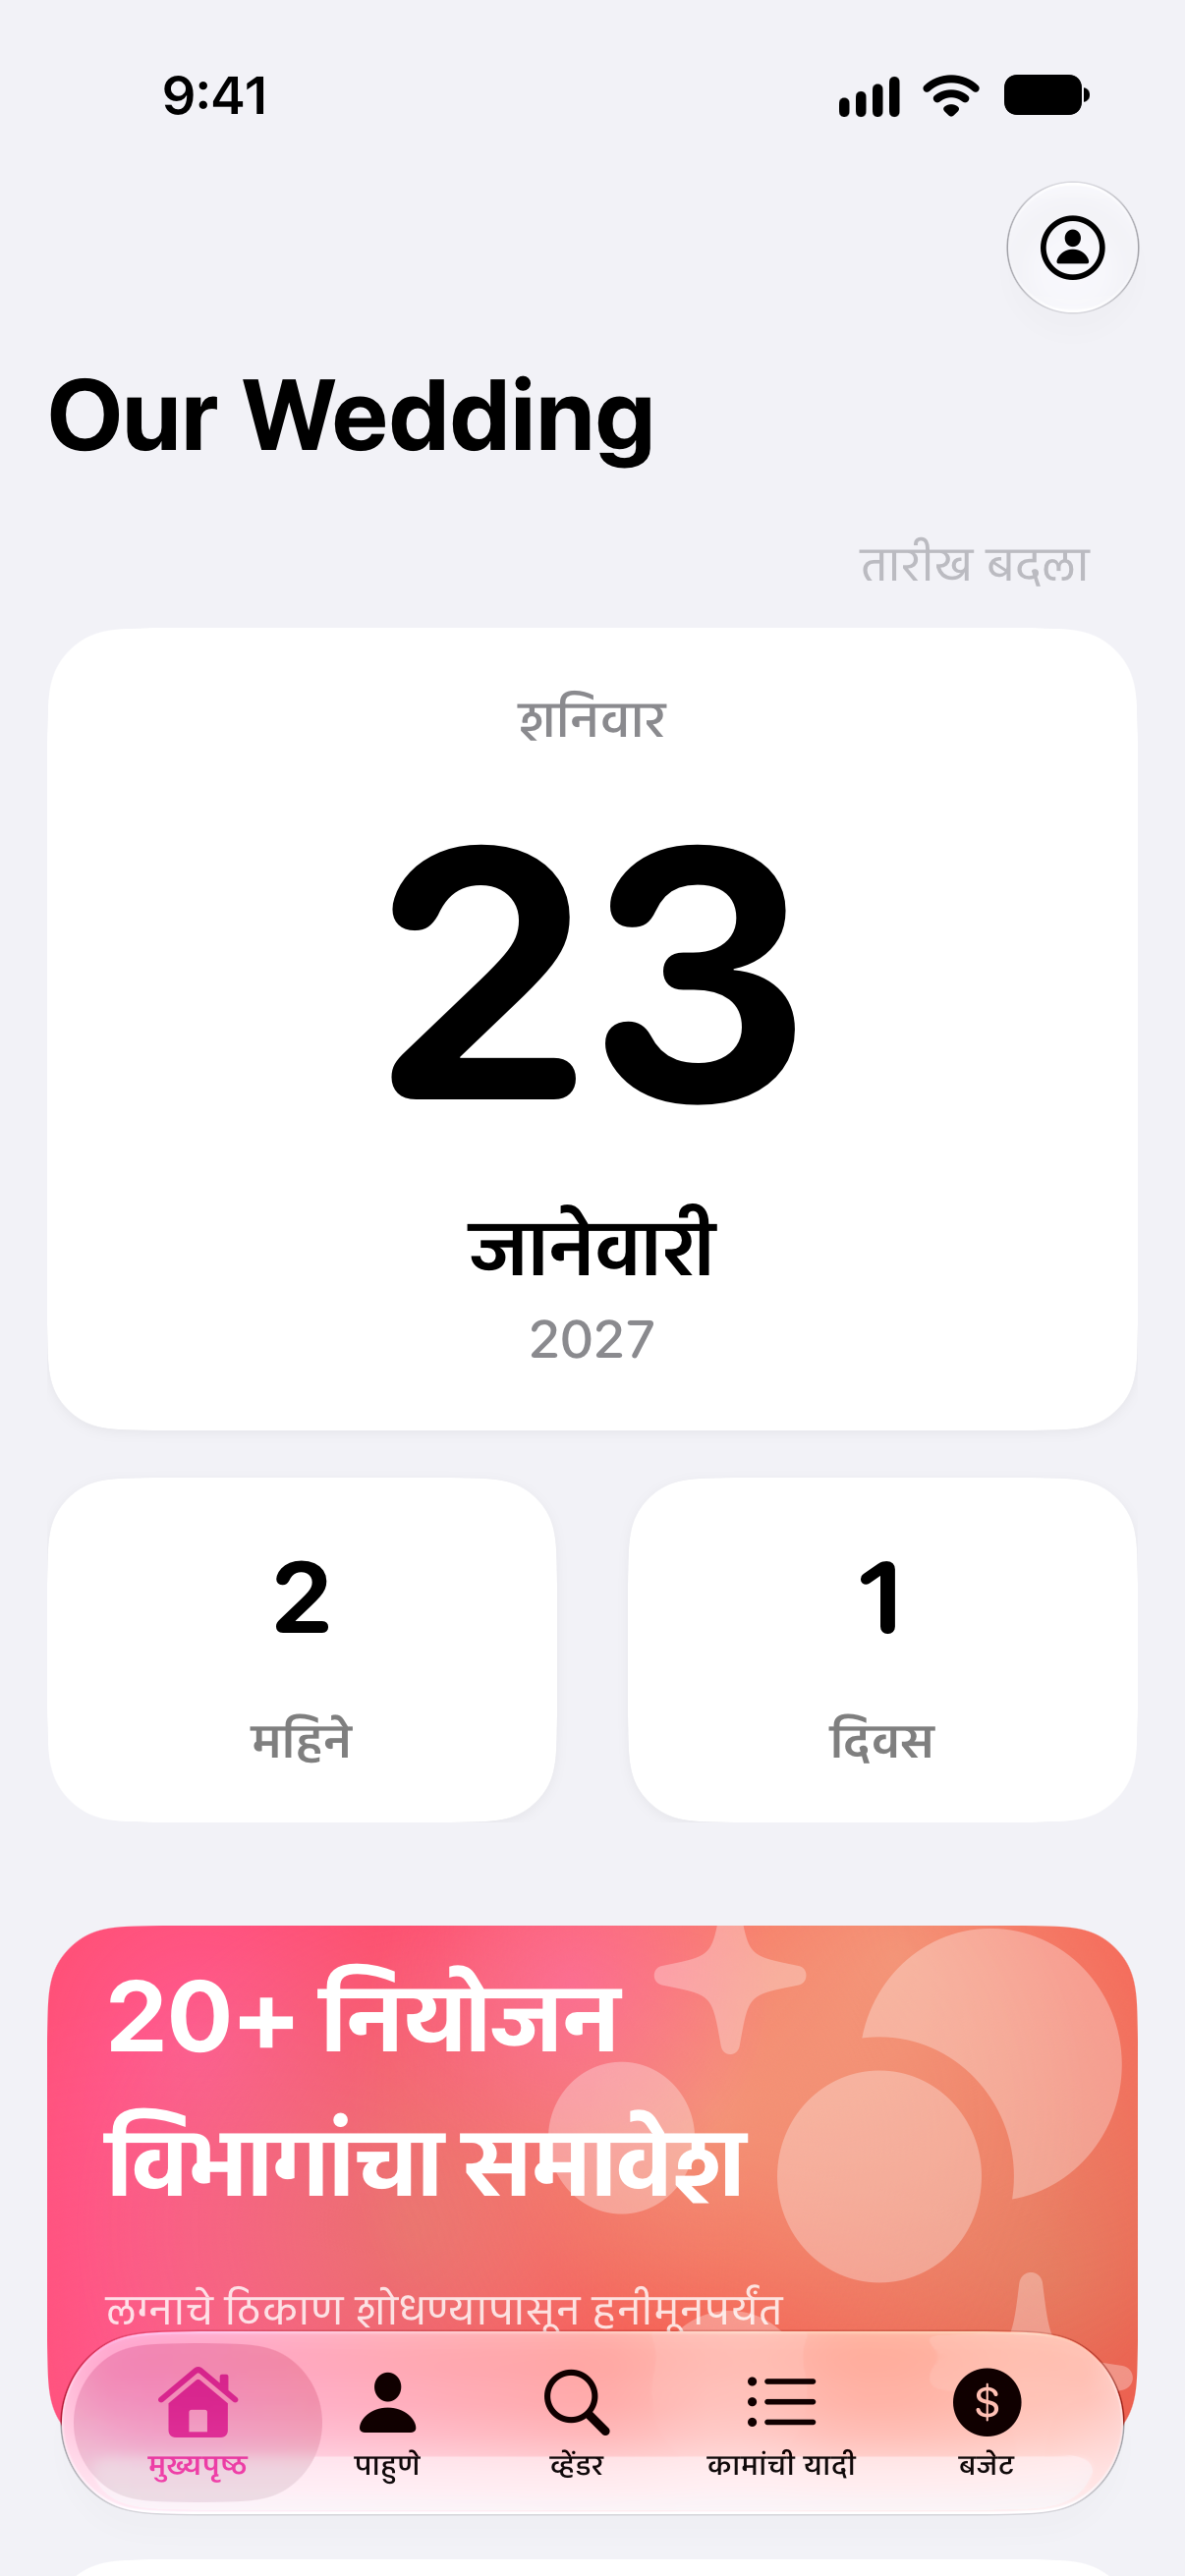 9:41
Our Wedding
तारीख बदला
शनिवार
23
जानेवारी
2027
2
महिने
1
दिवस
20+ नियोजन
विभागांचा समावेश
लग्नाचे ठिकाण शोधण्यापासून हनीमूनपर्यंत
मुख्यपृष्ठ
पाहुणे
व्हेंडर
कामांची यादी
बजेट